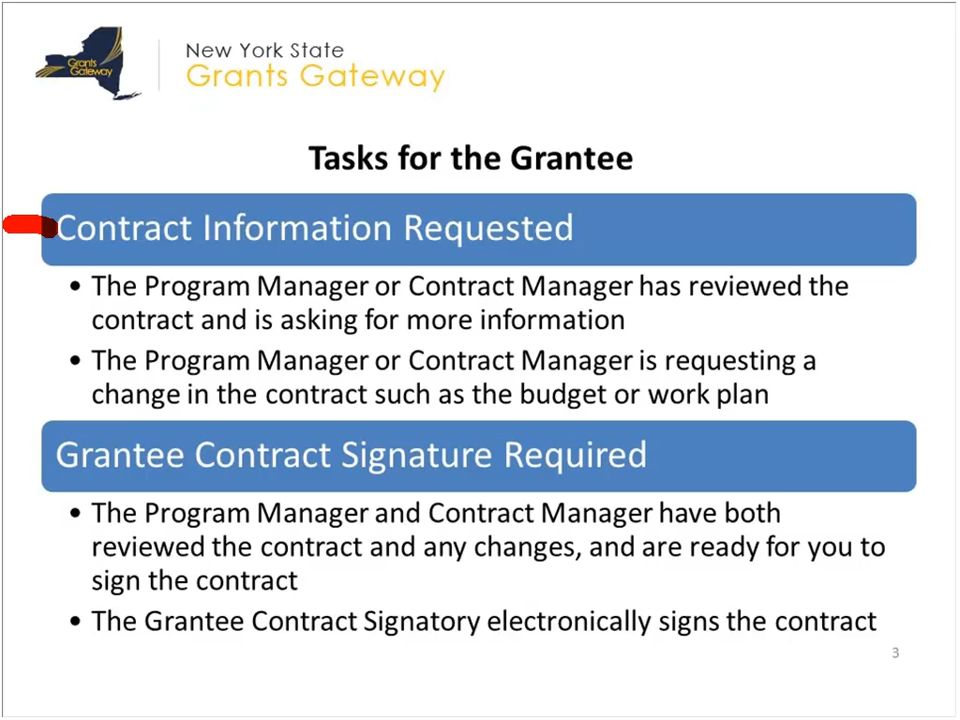 Grants
Gateway
New York State
Grants Gateway
Tasks for the Grantee
Contract Information Requested
• The Program Manager or Contract Manager has reviewed the
contract and is asking for more information
• The Program Manager or Contract Manager is requesting a
change in the contract such as the budget or work plan
Grantee Contract Signature Required
• The Program Manager and Contract Manager have both
reviewed the contract and any changes, and are ready for you to
sign the contract
• The Grantee Contract Signatory electronically signs the contract
3